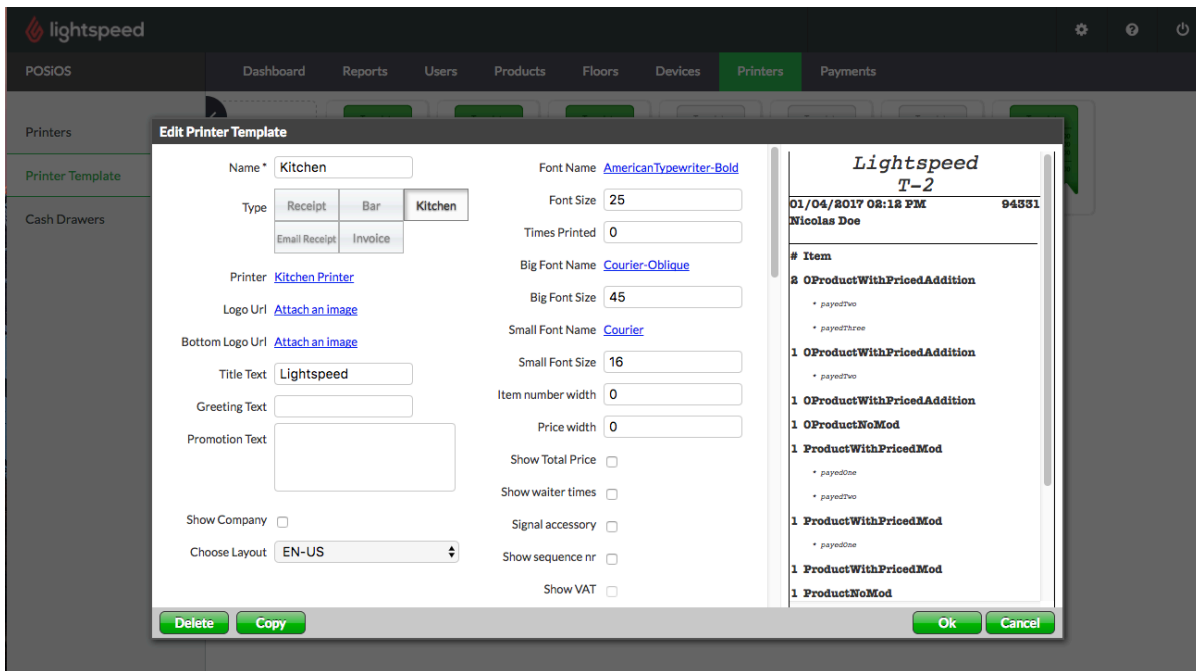 lightspeed
POSiOS
Dashboard
Reports
Users
Products
Floors
Devices
Printers
Payments
Printers
Printer Template
Cash Drawers
Edit Printer Template
Name * Kitchen
Type Receipt Bar Kitchen
Email Receipt Invoice
Printer Kitchen Printer
Logo Url Attach an image
Bottom Logo Url Attach an image
Title Text Lightspeed
Greeting Text
Promotion Text
Show Company
Choose Layout EN-US
Font Name AmericanTypewriter-Bold
Font Size 25
Times Printed 0
Big Font Name Courier-Oblique
Big Font Size 45
Small Font Name Courier
Small Font Size 16
Item number width 0
Price width 0
Show Total Price
Show waiter times
Signal accessory
Show sequence nr
Show VAT
Lightspeed
T-2
01/04/2017 02:12 PM 94331
Nicolas Doe
# Item
2 OProductWithPricedAddition
* payedTwo
* payedThree
1 OProductWithPricedAddition
* payedTwo
1 OProductWithPricedAddition
1 OProductNoMod
1 ProductWithPricedMod
* payedOne
* payedTwo
1 ProductWithPricedMod
* payedOne
1 ProductWithPricedMod
1 ProductNoMod
Delete
Copy
Ok
Cancel